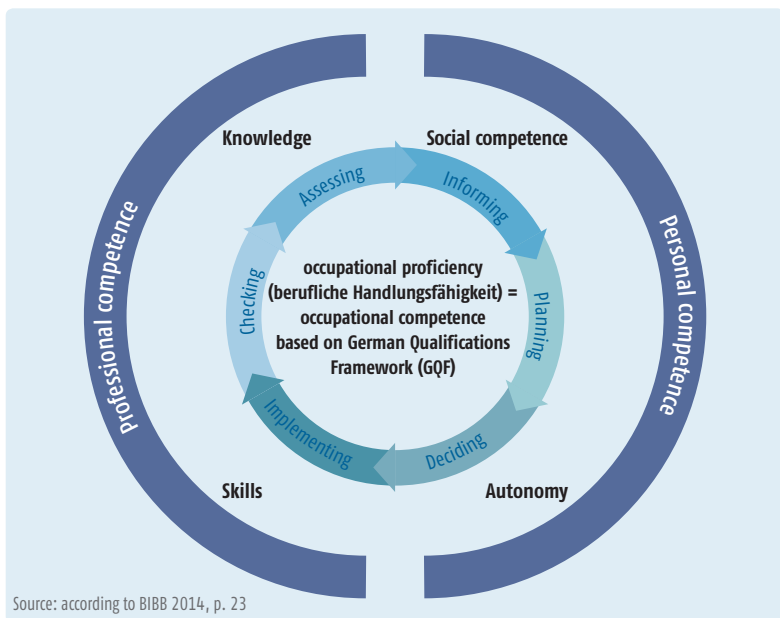 Knowledge
Social competence
Assessing
Informing
Professional competence
Personal competence
occupational proficiency
(berufliche Handlungsfähigkeit) =
occupational competence
based on German Qualifications
Framework (GQF)
Checking
Planning
Implementing
Deciding
Skills
Autonomy
Source: according to BIBB 2014, p. 23